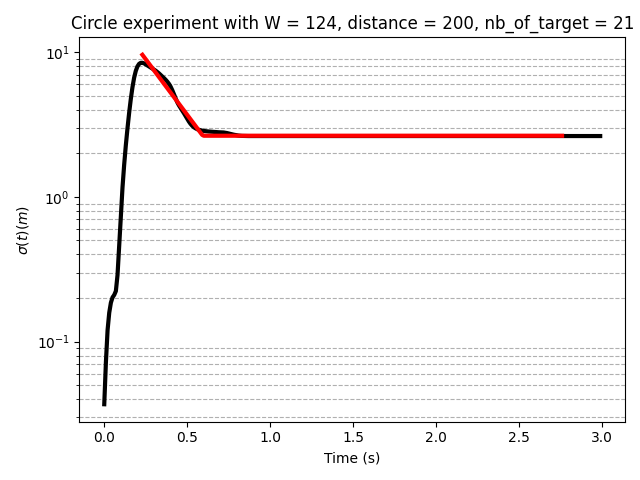 Circle experiment with W = 124, distance = 200, nb_of_target = 21
10¹
10⁰
10⁻¹
σ(t)(m)
0.0 0.5 1.0 1.5 2.0 2.5 3.0
Time (s)